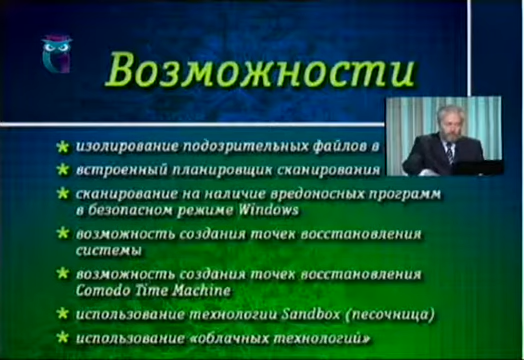 Возможности
изолирование подозрительных файлов в
встроенный планировщик сканирования
сканирование на наличие вредоносных программ
в безопасном режиме Windows
возможность создания точек восстановления
системы
возможность создания точек восстановления
Comodo Time Machine
использование технологии Sandbox (песочница)
использование «облачных технологий»